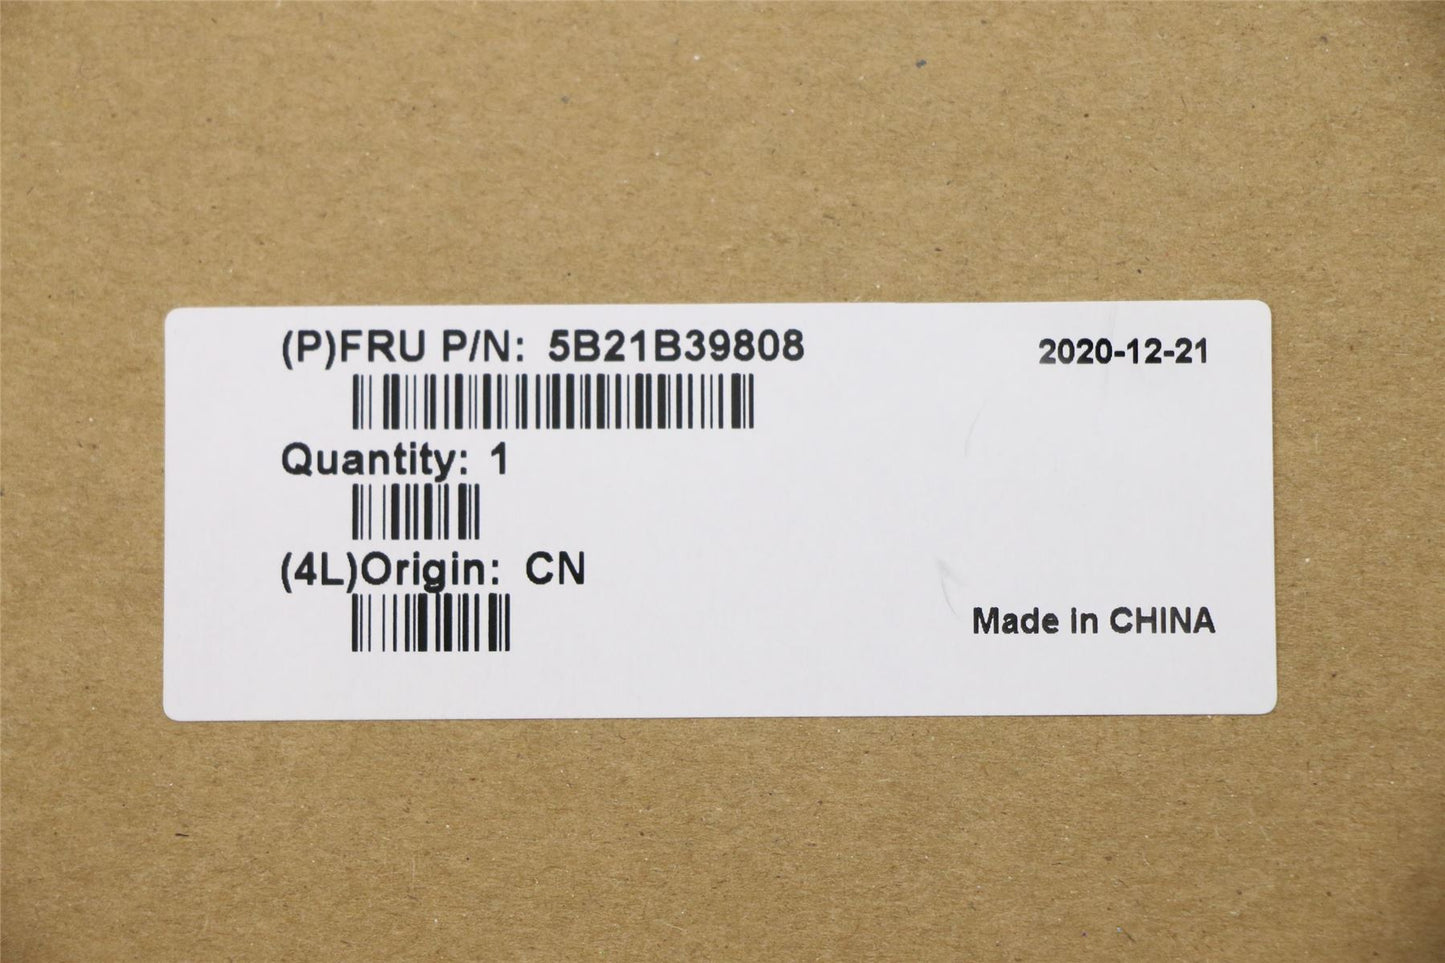 (P)FRU P/N: 5B21B39808
2020-12-21
Quantity: 1
(4L)Origin: CN
Made in CHINA